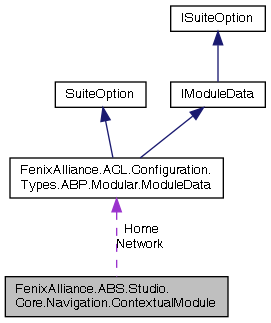 ISuiteOption
SuiteOption
IModuleData
FenixAlliance.ACL.Configuration.
Types.ABP.Modular.ModuleData
Home
Network
FenixAlliance.ABS.Studio.
Core.Navigation.ContextualModule